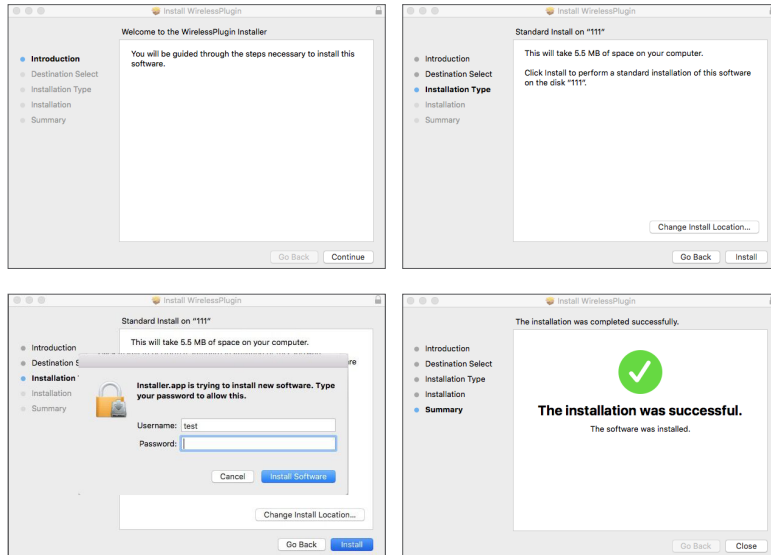 Install WirelessPlugin
Welcome to the WirelessPlugin Installer
Introduction
Destination Select
Installation Type
Installation
Summary
You will be guided through the steps necessary to install this
software.
Go Back
Continue
Install WirelessPlugin
Standard Install on “111”
Introduction
Destination Select
Installation Type
Installation
Summary
This will take 5.5 MB of space on your computer.
Click Install to perform a standard installation of this software
on the disk “111”.
Change Install Location...
Go Back
Install
Install WirelessPlugin
Standard Install on “111”
Introduction
Destination S
Installation
Installation
Summary
This will take 5.5 MB of space on your computer.
Installer.app is trying to install new software. Type
your password to allow this.
Username: test
Password:
Cancel
Install Software
Change Install Location...
Go Back
Install
Install WirelessPlugin
The installation was completed successfully.
Introduction
Destination Select
Installation Type
Installation
Summary
The installation was successful.
The software was installed.
Go Back
Close